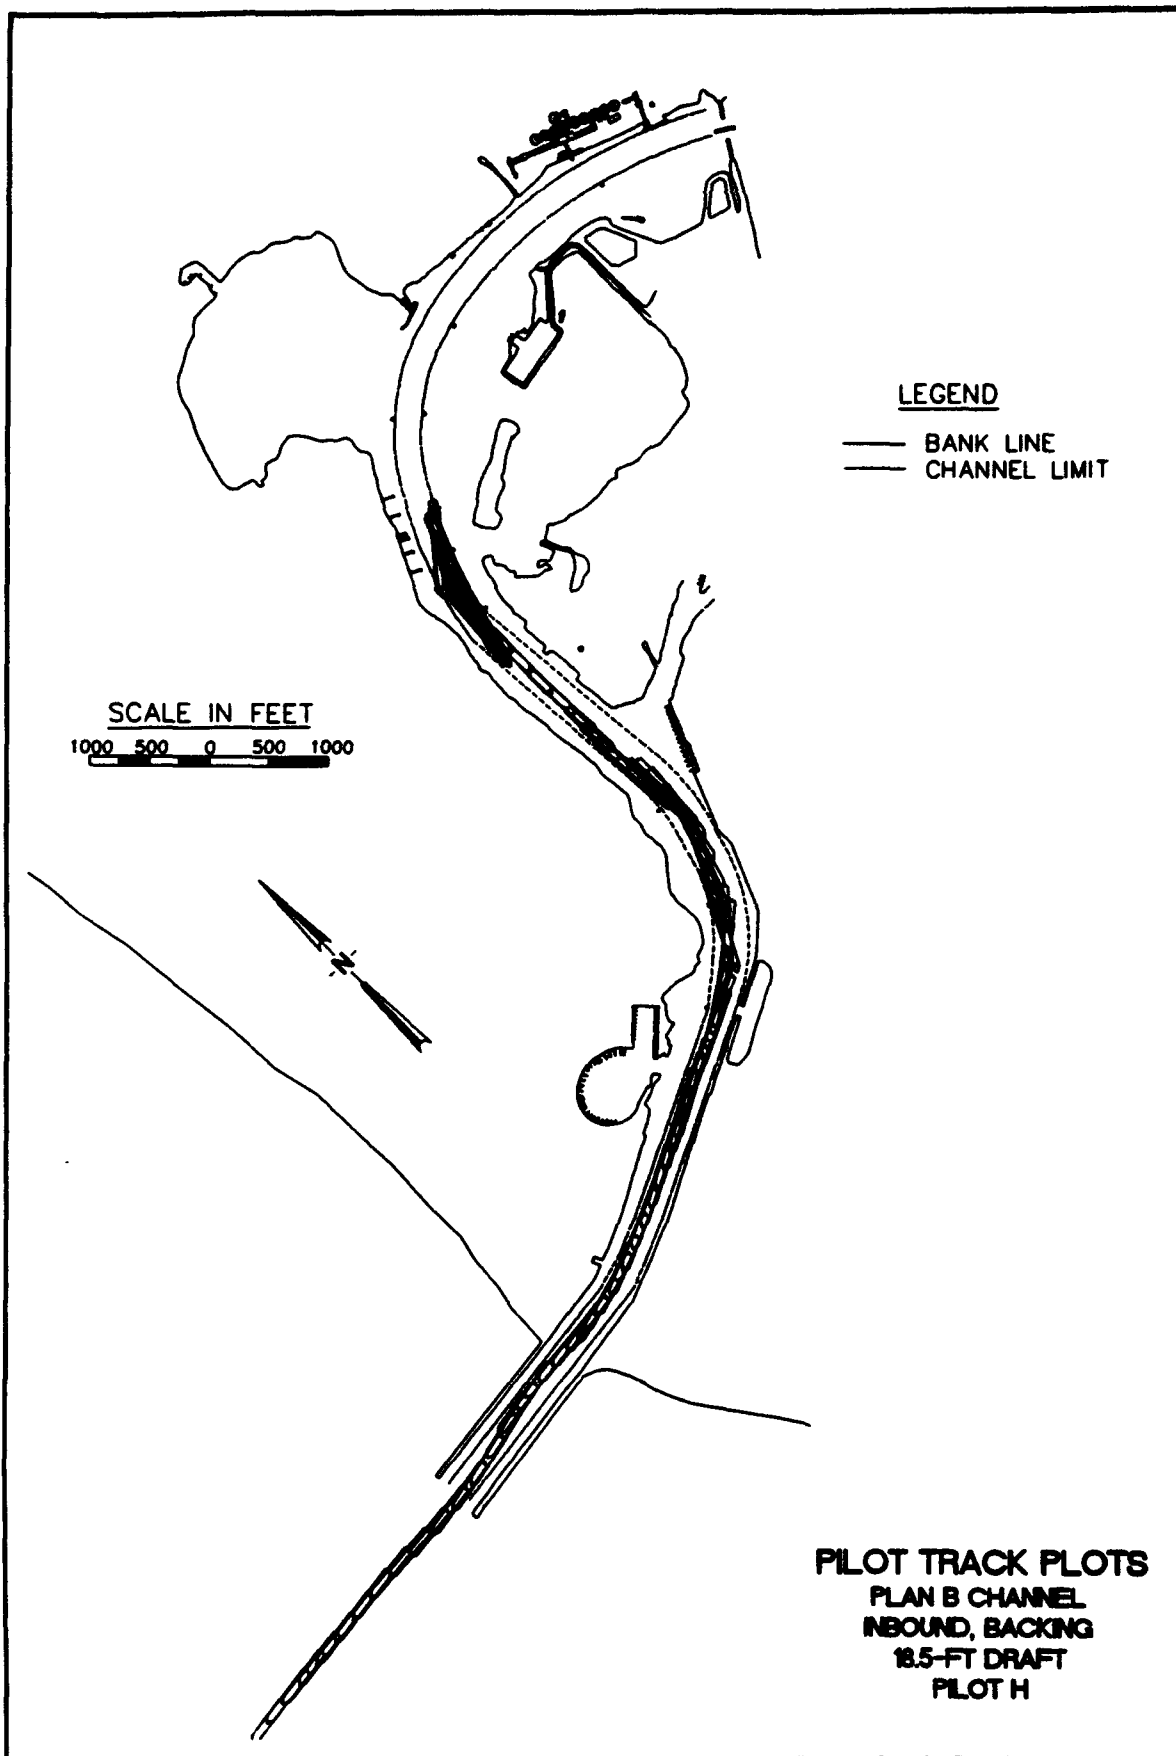 LEGEND
BANK LINE
CHANNEL LIMIT
SCALE IN FEET
1000 500 0 500 1000
N
PILOT TRACK PLOTS
PLAN B CHANNEL
INBOUND, BACKING
18.5-FT DRAFT
PILOT H